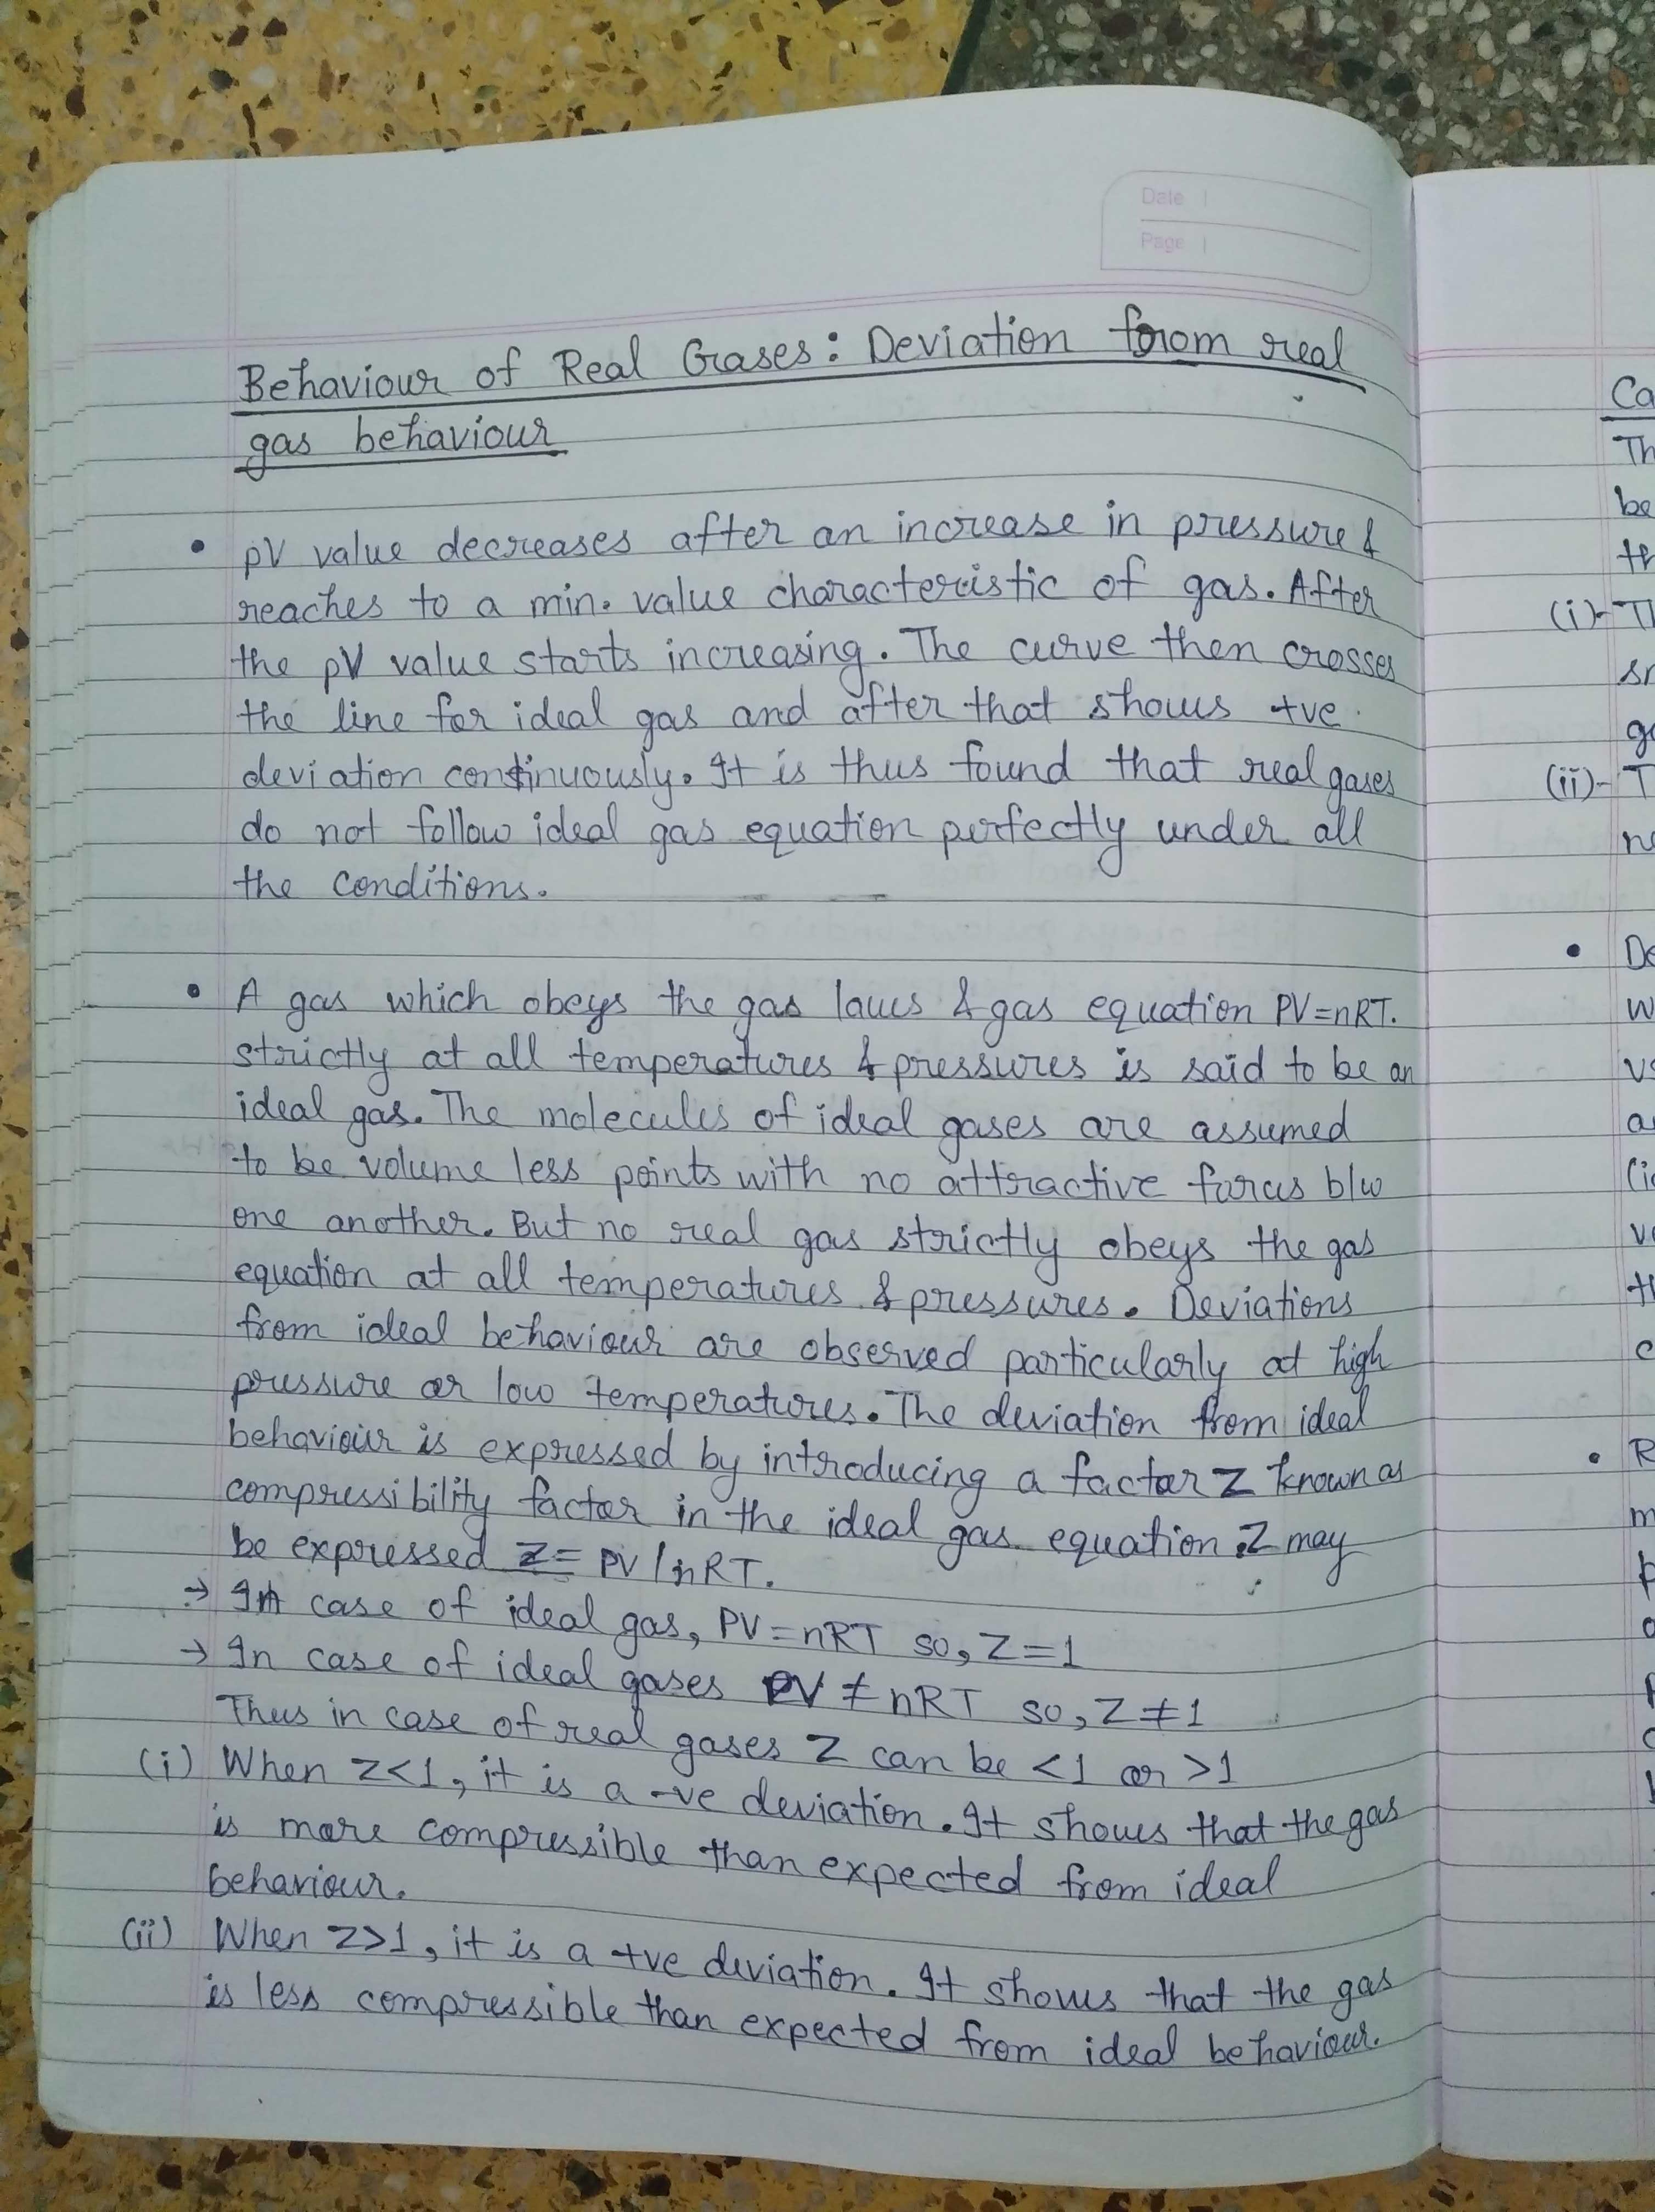 Date
Page
Behaviour of Real Gases: Deviation from real
gas behaviour
• pV value decreases after an increase in pressure &
reaches to a min. value characteristic of gas. After
the pV value starts increasing. The curve then crosses
the line for ideal gas and after that shows +ve
deviation continuously. It is thus found that real gases
do not follow ideal gas equation perfectly under all
the conditions.
• A gas which obeys the gas laws & gas equation PV=nRT.
strictly at all temperatures & pressures is said to be an
ideal gas. The molecules of ideal gases are assumed
to be volume less points with no attractive forces b/w
one another. But no real gas strictly obeys the gas
equation at all temperatures & pressures. Deviations
from ideal behaviour are observed particularly at high
pressure or low temperatures. The deviation from ideal
behaviour is expressed by introducing a factor Z known as
compressibility factor in the ideal gas equation. Z may
be expressed Z= PV/nRT.
→ In case of ideal gas, PV=nRT so, Z=1
→ In case of ideal gases PV ≠ nRT so, Z≠1
Thus in case of real gases Z can be <1 or >1
(i) When Z<1, it is a -ve deviation. It shows that the gas
is more compressible than expected from ideal
behaviour.
(ii) When Z>1, it is a +ve deviation. It shows that the gas
is less compressible than expected from ideal behaviour.
Ca
Th
be
th
(i)- Th
sm
go
(ii)- T
ne
• De
w
vo
a
(i
ve
th
c
• R
m